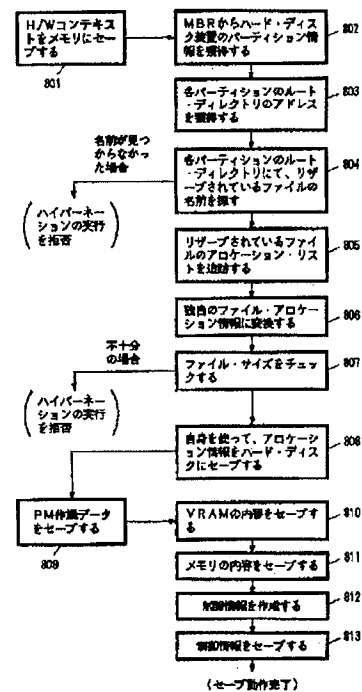 H/Wコンテキス
トをメモリにセー
ブする
801
MBRからハード・ディス
ク装置のパーティション情
報を獲得する
802
各パーティションのルート
・ディレクトリのアドレス
を獲得する
803
名前が見つ
からなかっ
た場合
各パーティションのルート
・ディレクトリにて、リザ
ーブされているファイルの
名前を探す
804
ハイバーネー
ションの実行
を拒否
リザーブされているファイ
ルのアロケーション・リス
トを追跡する
805
独自のファイル・アロケー
ション情報に変換する
806
不十分
の場合
ファイル・サイズをチェッ
クする
807
ハイバーネー
ションの実行
を拒否
自身を使って、アロケーシ
ョン情報をハード・ディス
クにセーブする
808
PM作業データ
をセーブする
809
VRAMの内容をセーブす
る
810
メモリの内容をセーブする
811
制御情報を作成する
812
制御情報をセーブする
813
(セーブ動作完了)